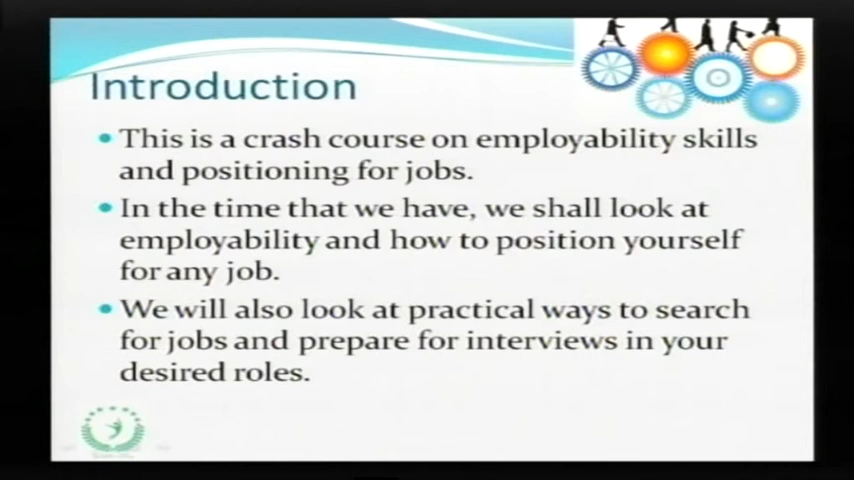 Introduction
This is a crash course on employability skills
and positioning for jobs.
In the time that we have, we shall look at
employability and how to position yourself
for any job.
We will also look at practical ways to search
for jobs and prepare for interviews in your
desired roles.